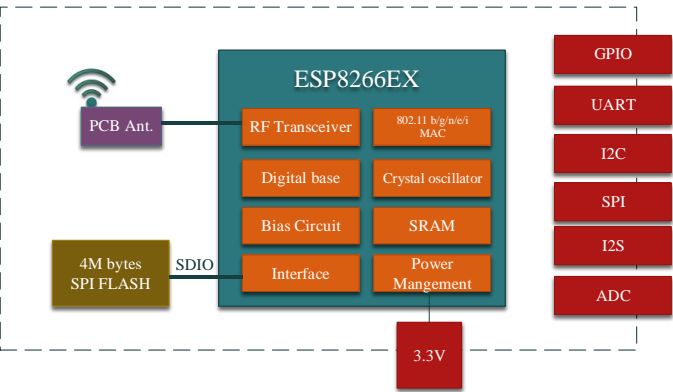 ESP8266EX
PCB Ant.
RF Transceiver
802.11 b/g/n/e/i
MAC
Digital base
Crystal oscillator
Bias Circuit
SRAM
4M bytes
SPI FLASH
SDIO
Interface
Power
Mangement
3.3V
GPIO
UART
I2C
SPI
I2S
ADC